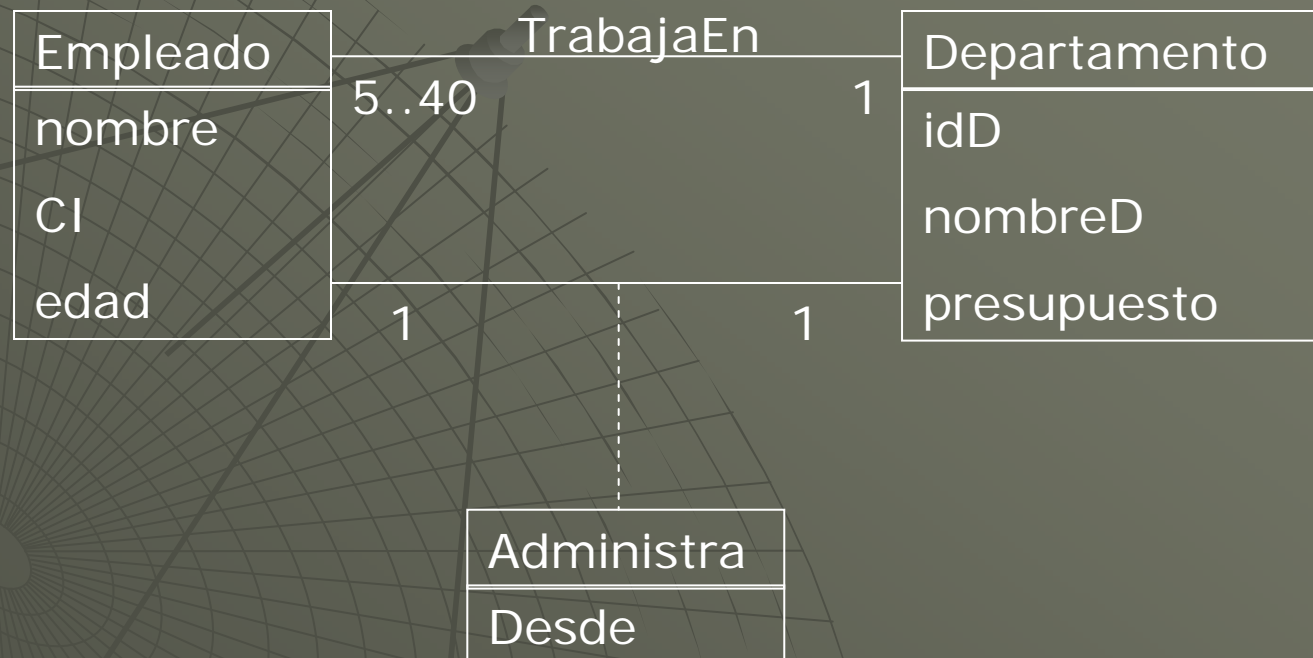 Empleado
nombre
CI
edad
TrabajaEn
5..40
1
Departamento
idD
nombreD
presupuesto
1
1
Administra
Desde